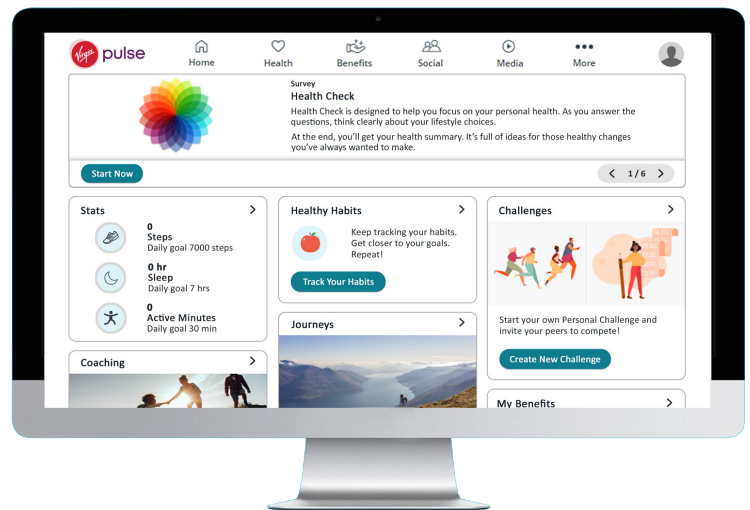 Virgin pulse
Home
Health
Benefits
Social
Media
More
Survey
Health Check
Health Check is designed to help you focus on your personal health. As you answer the
questions, think clearly about your lifestyle choices.
At the end, you'll get your health summary. It's full of ideas for those healthy changes
you've always wanted to make.
Start Now
1/6
Stats
0
Steps
Daily goal 7000 steps
0 hr
Sleep
Daily goal 7 hrs
0
Active Minutes
Daily goal 30 min
Coaching
Healthy Habits
Keep tracking your habits.
Get closer to your goals.
Repeat!
Track Your Habits
Journeys
Challenges
Start your own Personal Challenge and
invite your peers to compete!
Create New Challenge
My Benefits